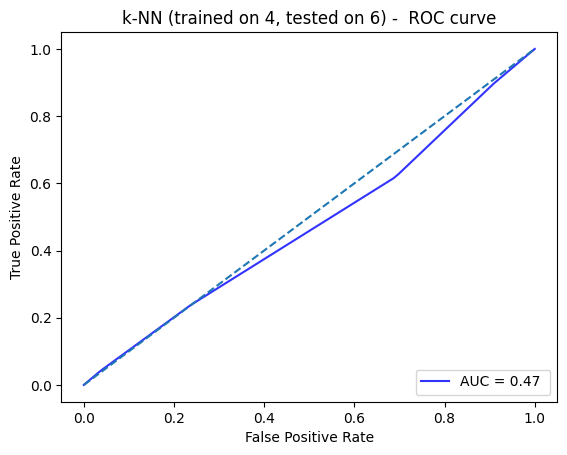 k-NN (trained on 4, tested on 6) -  ROC curve
True Positive Rate
1.0
0.8
0.6
0.4
0.2
0.0
AUC = 0.47
0.0 0.2 0.4 0.6 0.8 1.0
False Positive Rate